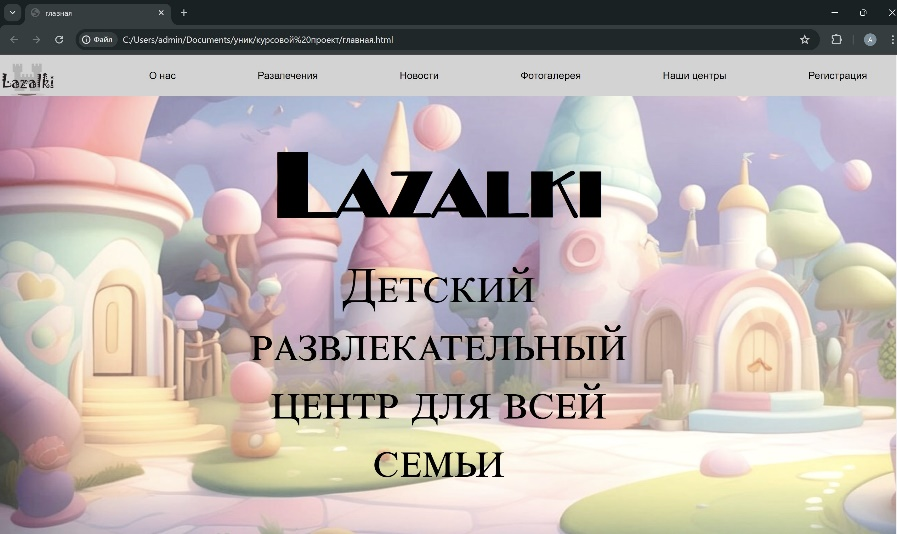 главная
Файл C:/Users/admin/Documents/уник/курсовой%20проект/главная.html
A
Lazalki О нас Развлечения Новости Фотогалерея Наши центры Регистрация
LAZALKI
Детский
развлекательный
центр для всей
семьи